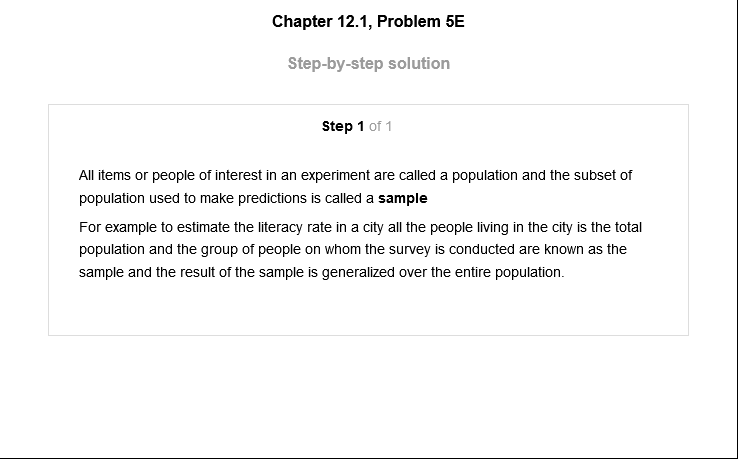 Chapter 12.1, Problem 5E
Step-by-step solution
Step 1 of 1
All items or people of interest in an experiment are called a population and the subset of
population used to make predictions is called a sample
For example to estimate the literacy rate in a city all the people living in the city is the total
population and the group of people on whom the survey is conducted are known as the
sample and the result of the sample is generalized over the entire population.